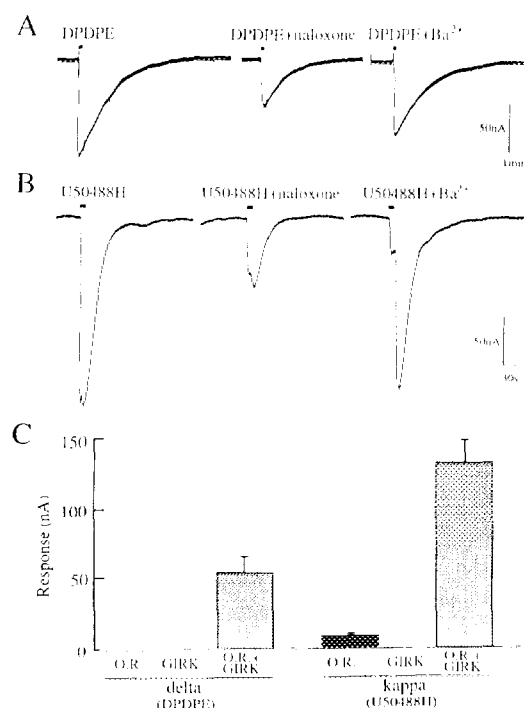 A
DPDPE
DPDPE+naloxone
DPDPE+Ba²⁺
50nA
1min
B
U50488H
U50488H+naloxone
U50488H+Ba²⁺
50nA
C
Response (nA)
150
100
50
0
O.R. GIRK O.R. + GIRK
O.R. GIRK O.R. + GIRK
delta
(DPDPE)
kappa
(U50488H)